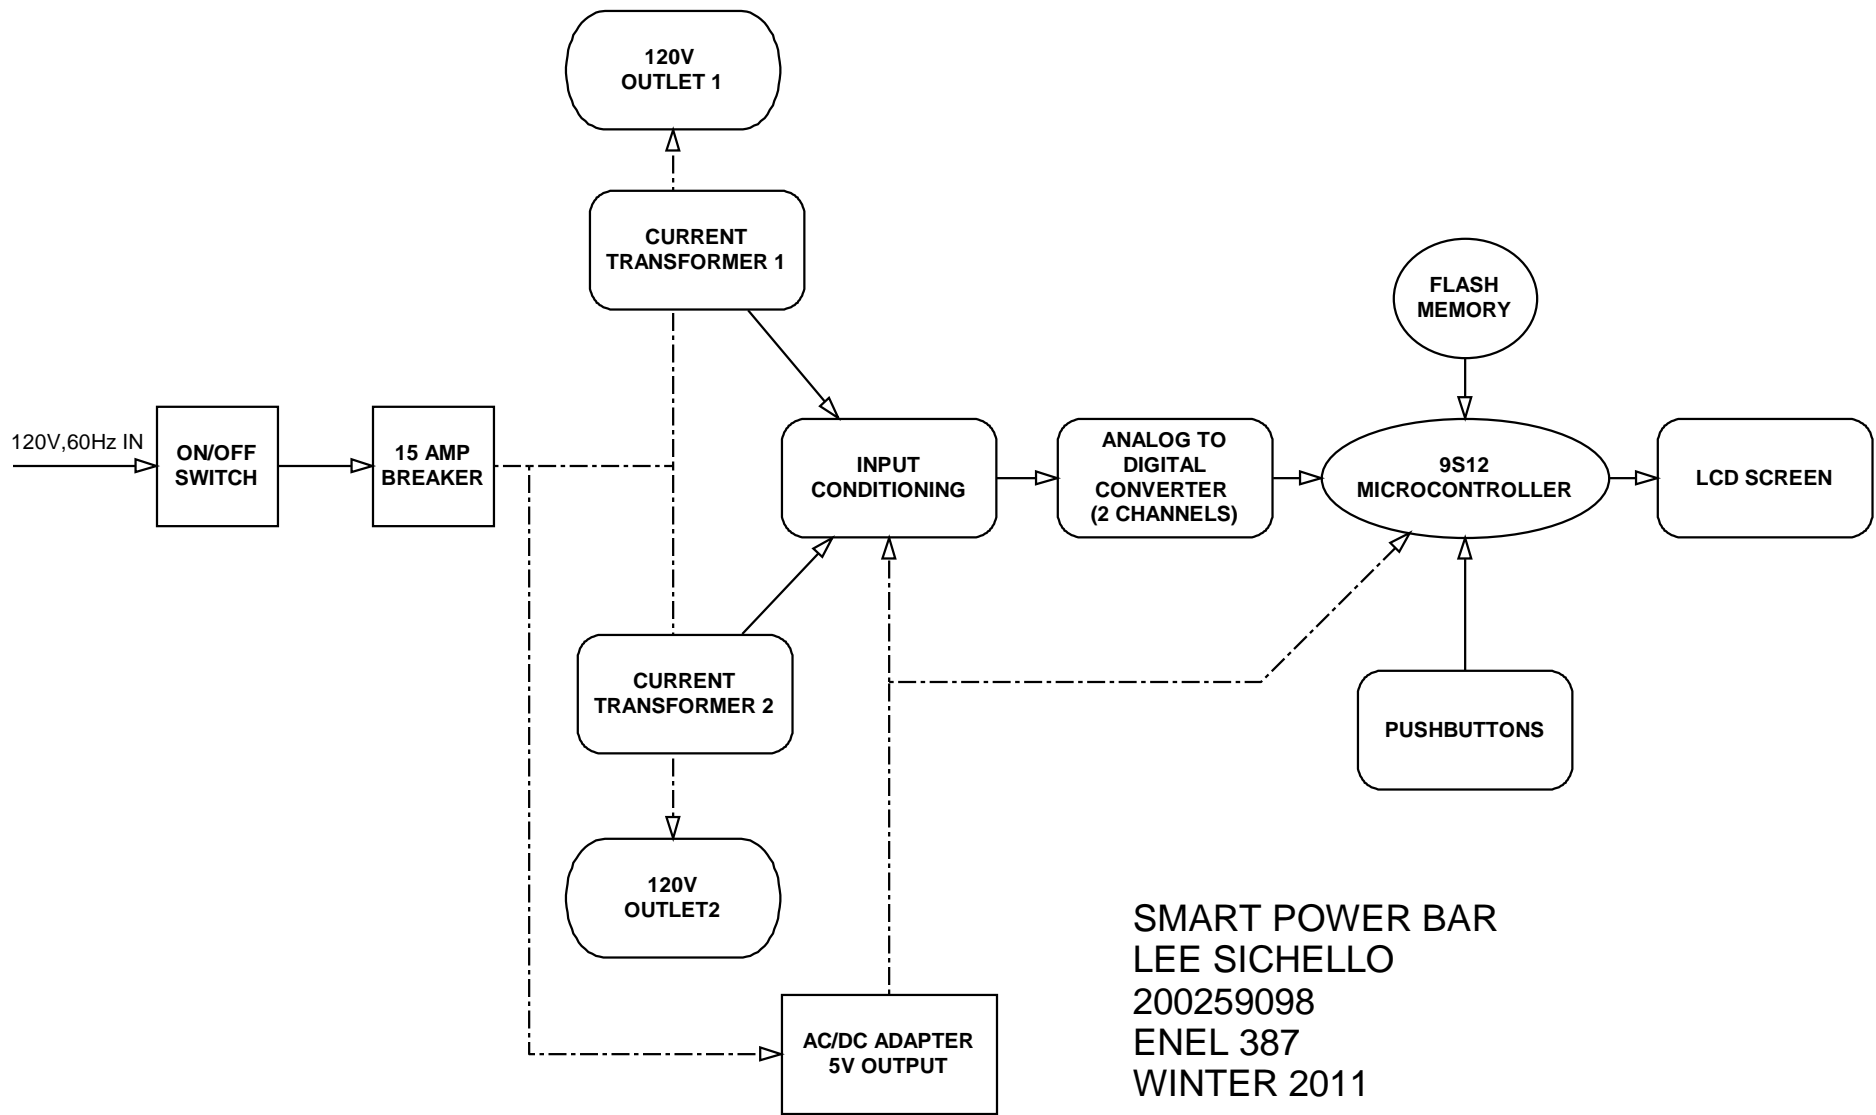 120V
OUTLET 1
CURRENT
TRANSFORMER 1
FLASH
MEMORY
120V,60Hz IN
ON/OFF
SWITCH
15 AMP
BREAKER
INPUT
CONDITIONING
ANALOG TO
DIGITAL
CONVERTER
(2 CHANNELS)
9S12
MICROCONTROLLER
LCD SCREEN
CURRENT
TRANSFORMER 2
PUSHBUTTONS
120V
OUTLET2
AC/DC ADAPTER
5V OUTPUT
SMART POWER BAR
LEE SICHELLO
200259098
ENEL 387
WINTER 2011